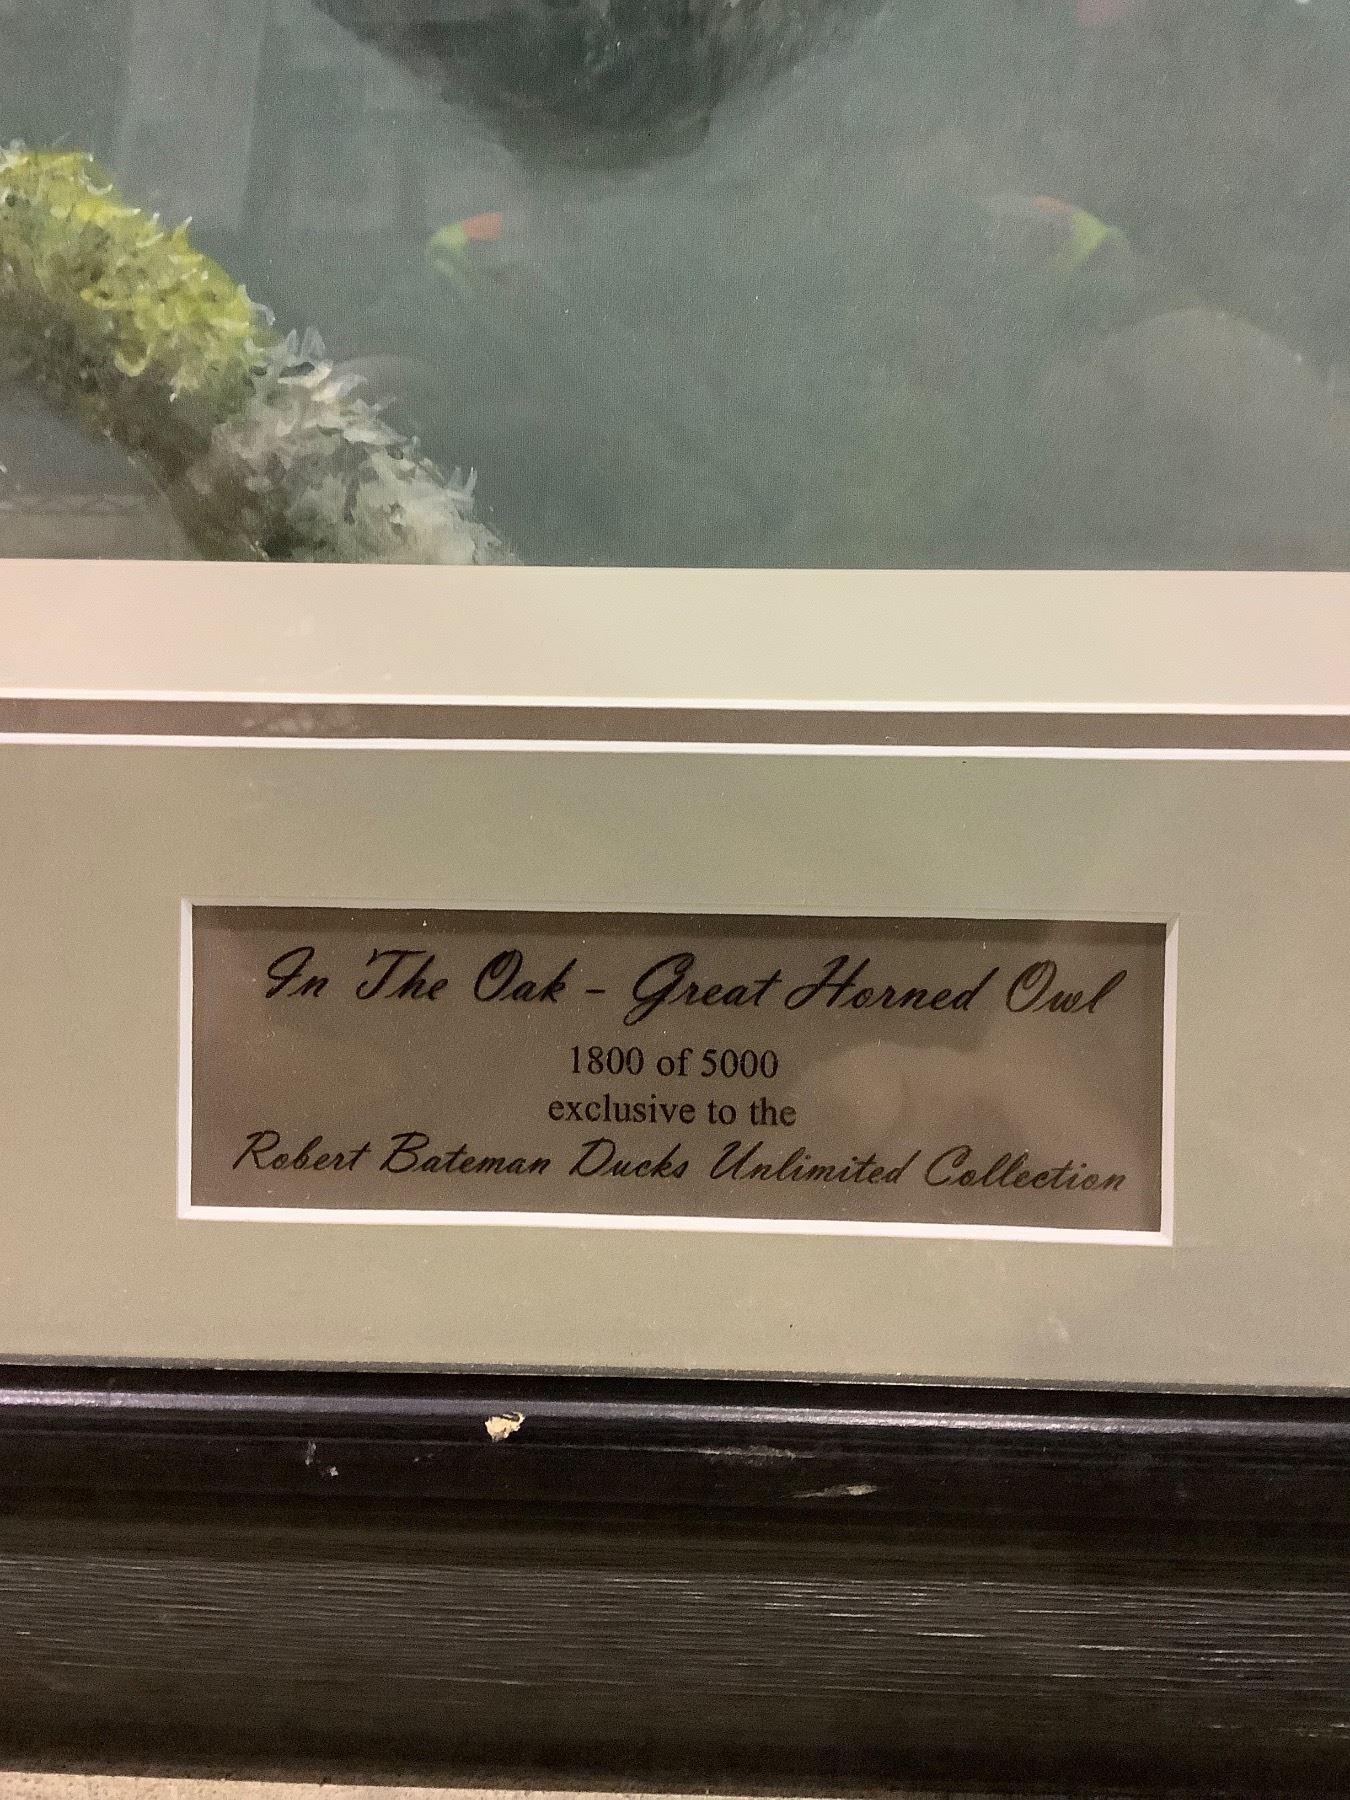 In The Oak - Great Horned Owl
1800 of 5000
exclusive to the
Robert Bateman Ducks Unlimited Collection